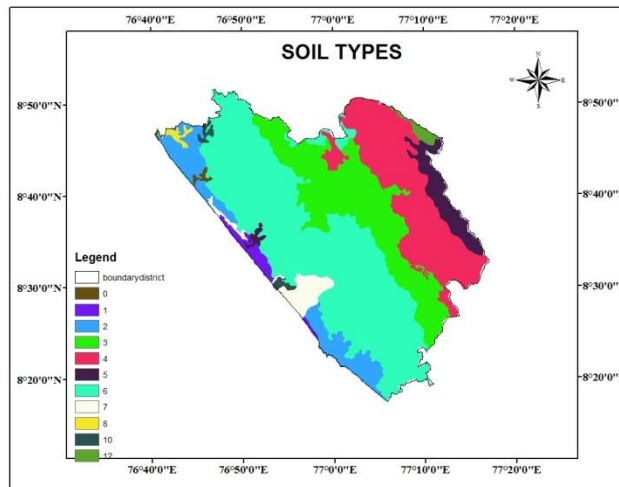 76°40'0"E 76°50'0"E 77°0'0"E 77°10'0"E 77°20'0"E
SOIL TYPES
N
W E
S
8°50'0"N 8°50'0"N
8°40'0"N 8°40'0"N
8°30'0"N 8°30'0"N
8°20'0"N 8°20'0"N
Legend
boundarydistrict
0
1
2
3
4
5
6
7
8
10
12
76°40'0"E 76°50'0"E 77°0'0"E 77°10'0"E 77°20'0"E